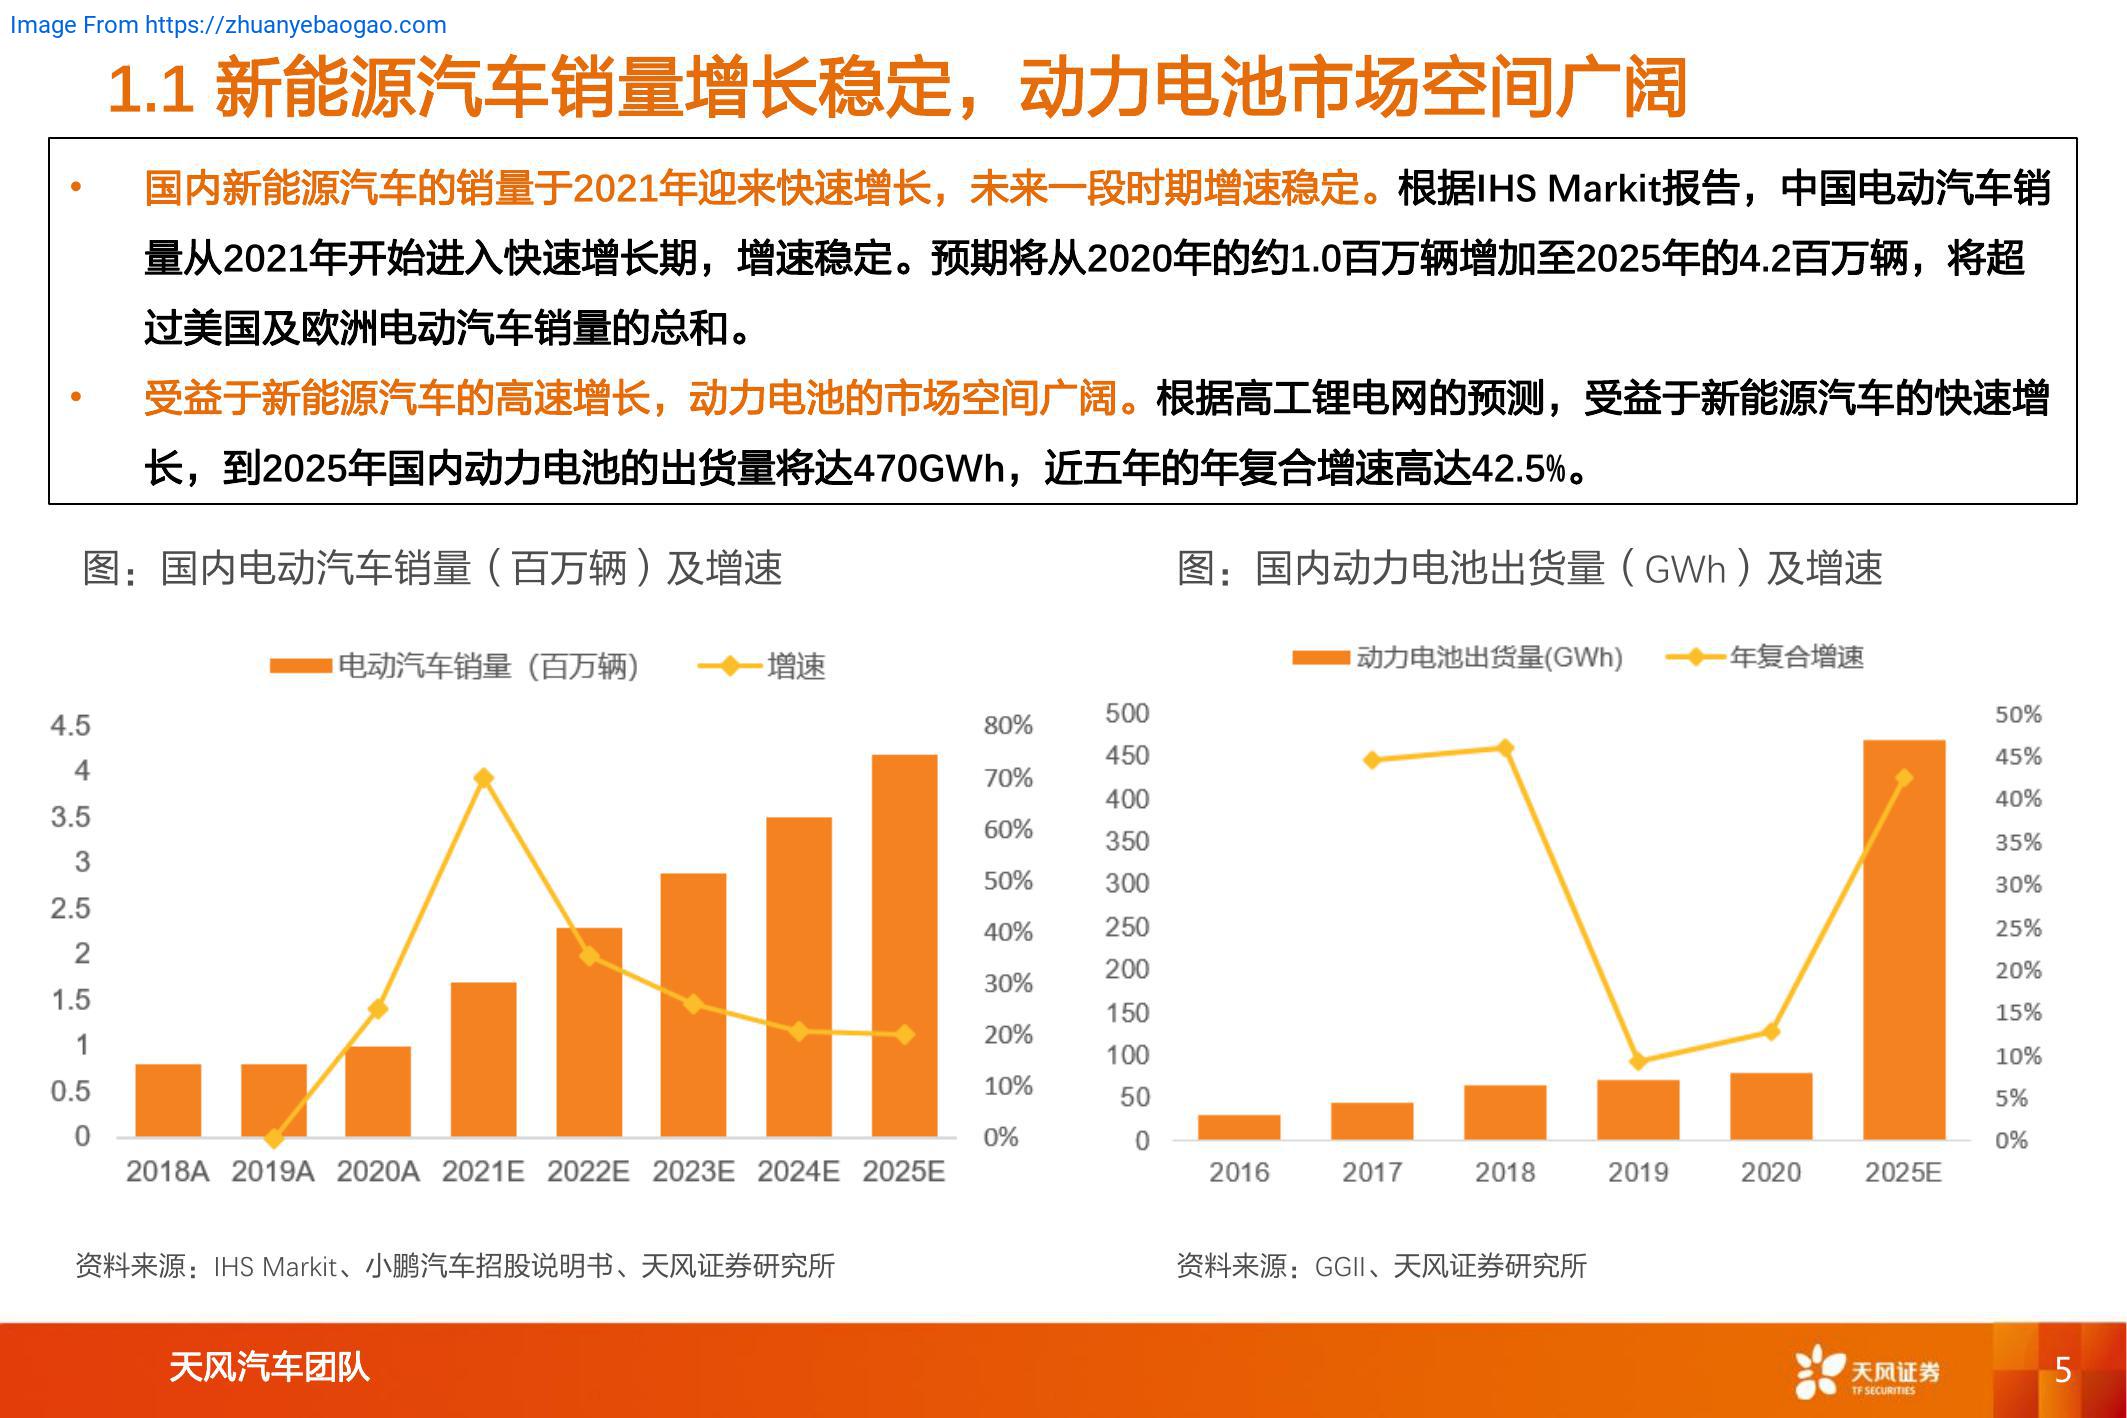 Image From https://zhuanyebaogao.com
1.1 新能源汽车销量增长稳定，动力电池市场空间广阔
• 国内新能源汽车的销量于2021年迎来快速增长，未来一段时期增速稳定。根据IHS Markit报告，中国电动汽车销
量从2021年开始进入快速增长期，增速稳定。预期将从2020年的约1.0百万辆增加至2025年的4.2百万辆，将超
过美国及欧洲电动汽车销量的总和。
• 受益于新能源汽车的高速增长，动力电池的市场空间广阔。根据高工锂电网的预测，受益于新能源汽车的快速增
长，到2025年国内动力电池的出货量将达470GWh，近五年的年复合增速高达42.5%。
图：国内电动汽车销量（百万辆）及增速
电动汽车销量（百万辆） 增速
4.5
4
3.5
3
2.5
2
1.5
1
0.5
0
80%
70%
60%
50%
40%
30%
20%
10%
0%
2018A 2019A 2020A 2021E 2022E 2023E 2024E 2025E
资料来源：IHS Markit、小鹏汽车招股说明书、天风证券研究所
图：国内动力电池出货量（GWh）及增速
动力电池出货量(GWh) 年复合增速
500
450
400
350
300
250
200
150
100
50
0
50%
45%
40%
35%
30%
25%
20%
15%
10%
5%
0%
2016 2017 2018 2019 2020 2025E
资料来源：GGII、天风证券研究所
天风汽车团队
天风证券
TF SECURITIES
5